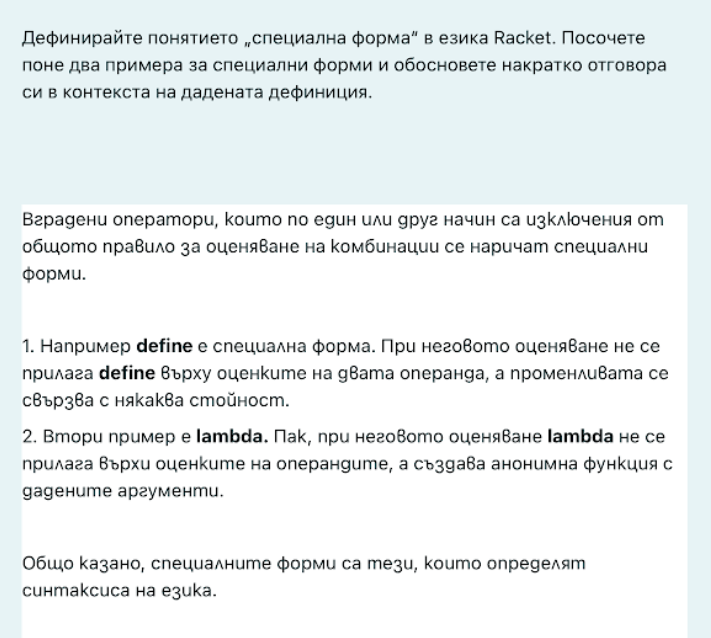 Дефинирайте понятието „специална форма“ в езика Racket. Посочете
поне два примера за специални форми и обосновете накратко отговора
си в контекста на дадената дефиниция.
Вградени оператори, които по един или друг начин са изключения от
общото правило за оценяване на комбинации се наричат специални
форми.
1. Например define е специална форма. При неговото оценяване не се
прилага define върху оценките на двата операнда, а променливата се
свързва с някаква стойност.
2. Втори пример е lambda. Пак, при неговото оценяване lambda не се
прилага върхи оценките на операндите, а създава анонимна функция с
дадените аргументи.
Общо казано, специалните форми са тези, които определят
синтаксиса на езика.